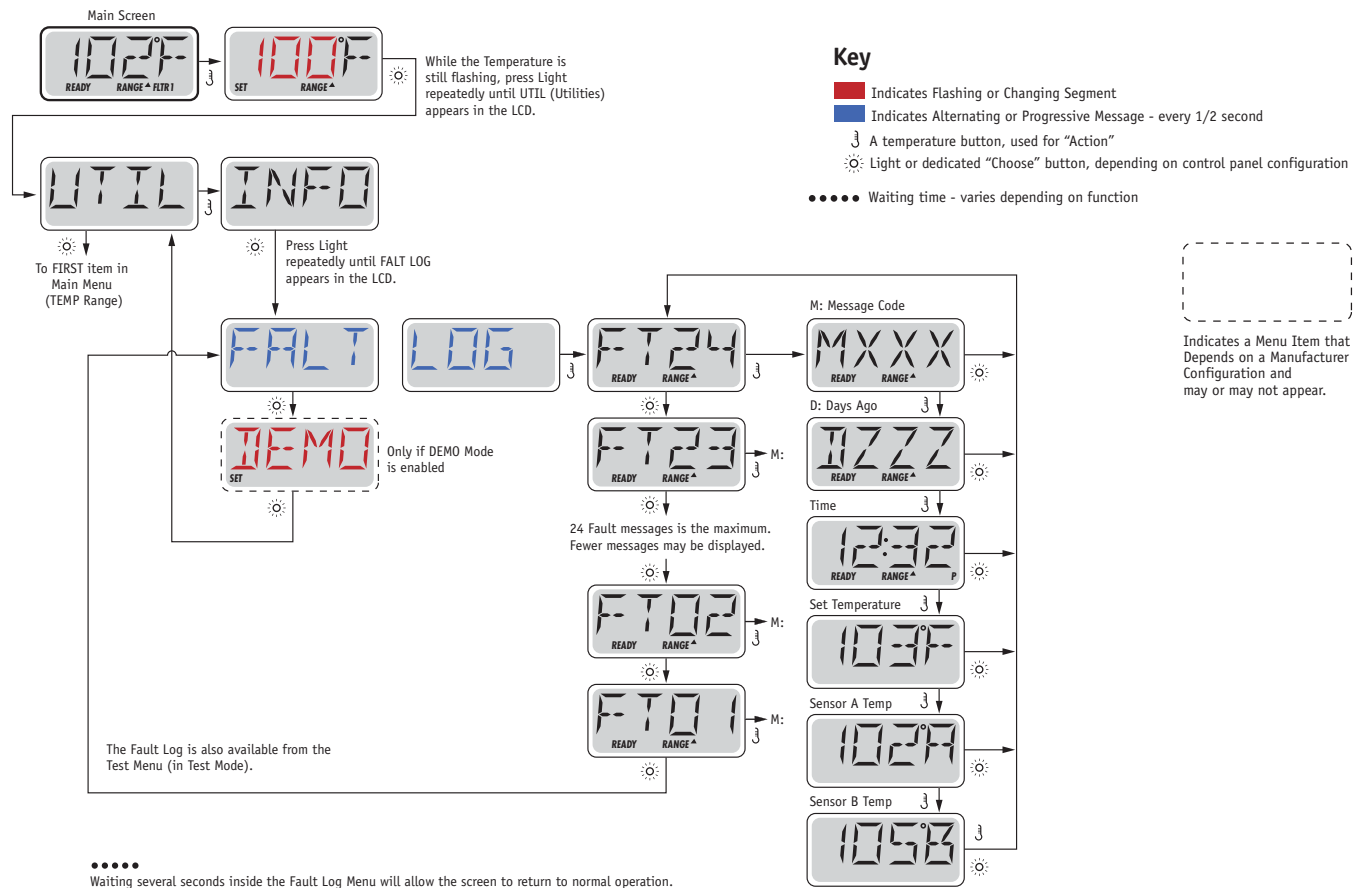 Main Screen
102°F
READY RANGE FLTR1
100°F
SET RANGE
While the Temperature is
still flashing, press Light
repeatedly until UTIL (Utilities)
appears in the LCD.
Key
Indicates Flashing or Changing Segment
Indicates Alternating or Progressive Message - every 1/2 second
A temperature button, used for “Action”
Light or dedicated “Choose” button, depending on control panel configuration
Waiting time - varies depending on function
UTIL
INFO
To FIRST item in
Main Menu
(TEMP Range)
Press Light
repeatedly until FALT LOG
appears in the LCD.
Indicates a Menu Item that
Depends on a Manufacturer
Configuration and
may or may not appear.
FALT
LOG
FT24
READY RANGE
M: Message Code
MXXX
READY RANGE
DEMO
SET
Only if DEMO Mode
is enabled
FT23
READY RANGE
M:
D: Days Ago
DZZZ
READY RANGE
24 Fault messages is the maximum.
Fewer messages may be displayed.
Time
12:32
READY RANGE P
FT02
READY RANGE
M:
Set Temperature
103°F
FT01
READY RANGE
M:
Sensor A Temp
102°A
The Fault Log is also available from the
Test Menu (in Test Mode).
Sensor B Temp
105°B
Waiting several seconds inside the Fault Log Menu will allow the screen to return to normal operation.